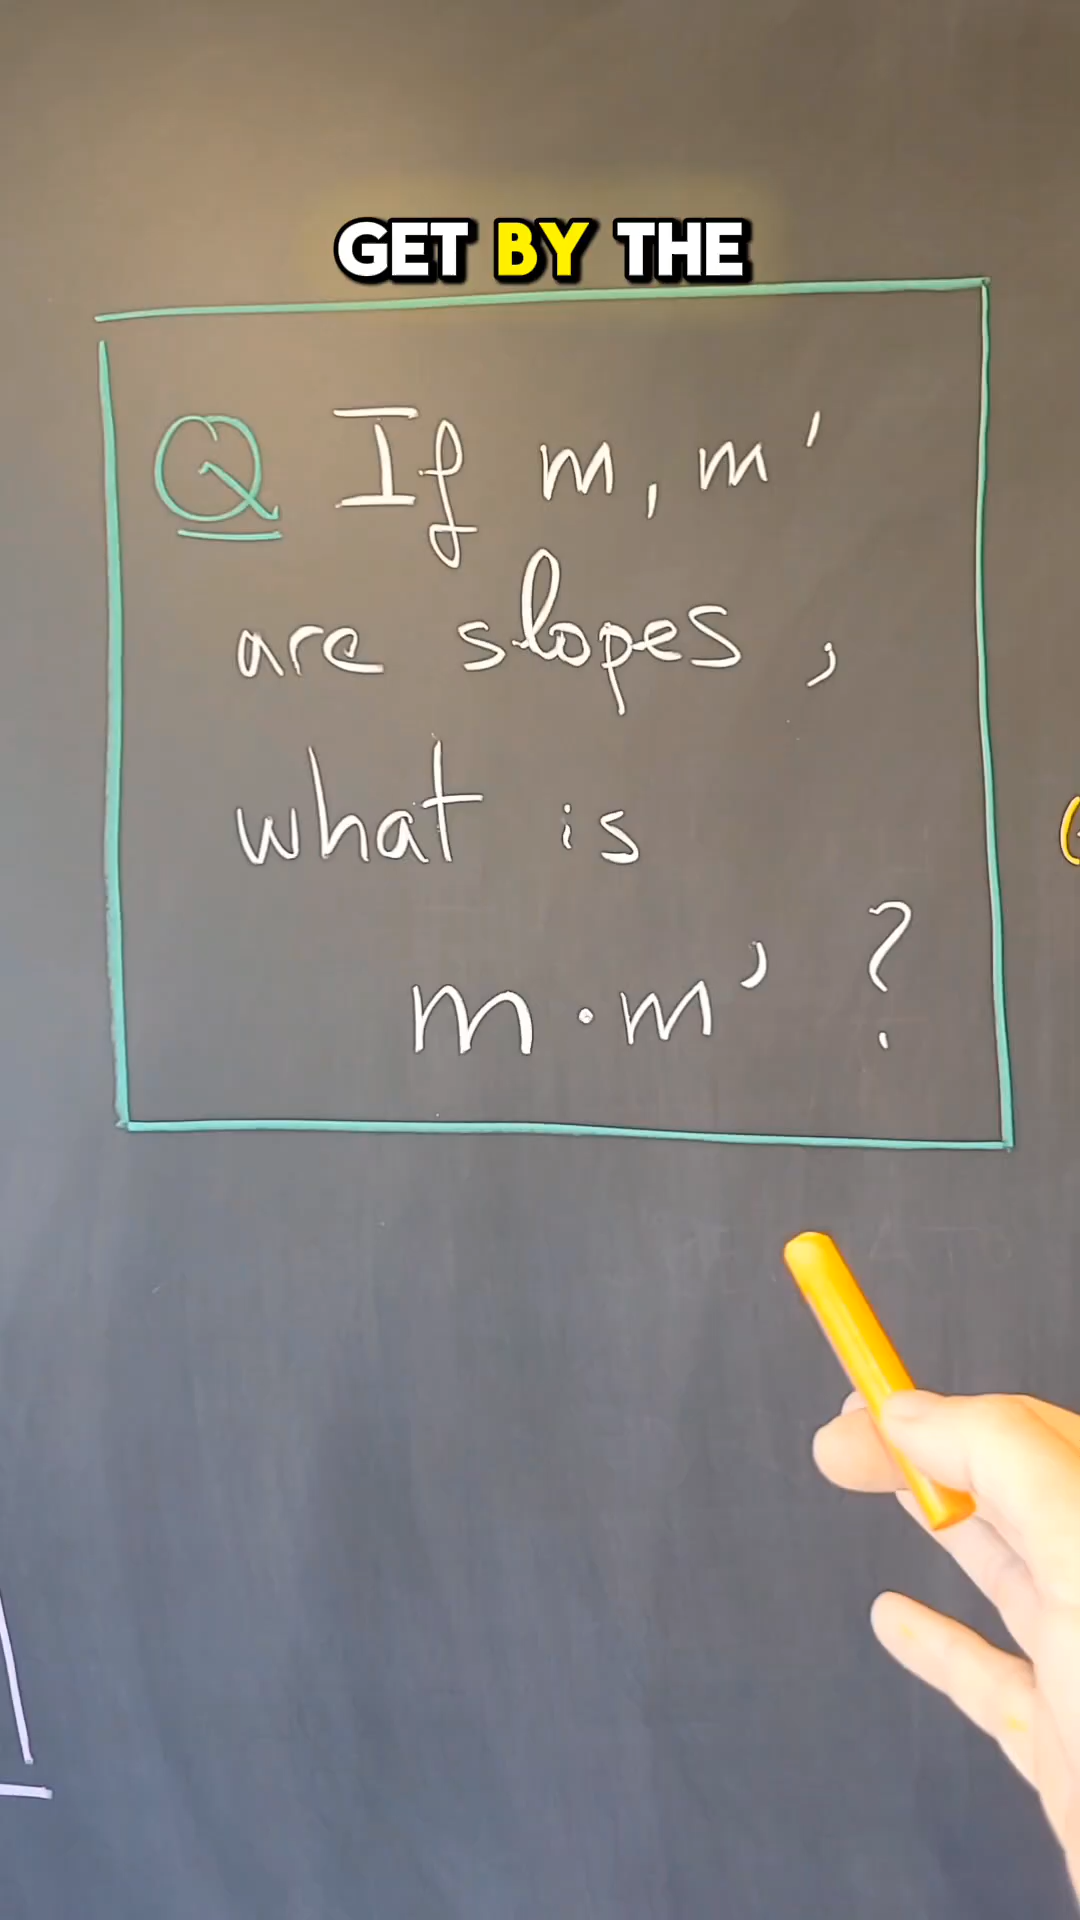 GET BY THE
Q If m, m'
are slopes,
what is
m · m' ?